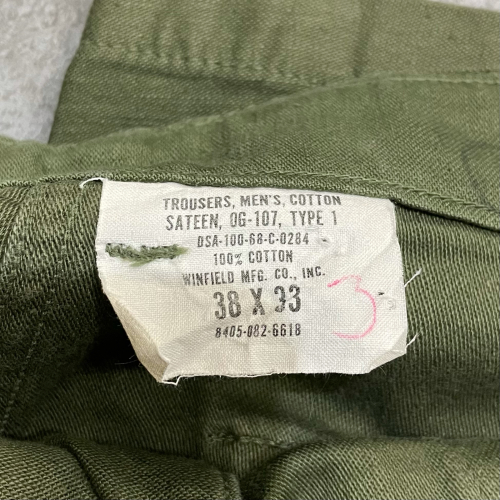 TROUSERS, MEN'S, COTTON
SATEEN, OG-107, TYPE 1
DSA-100-68-C-0284
100% COTTON
WINFIELD MFG. CO., INC.
38 X 33
3
8405-082-6618